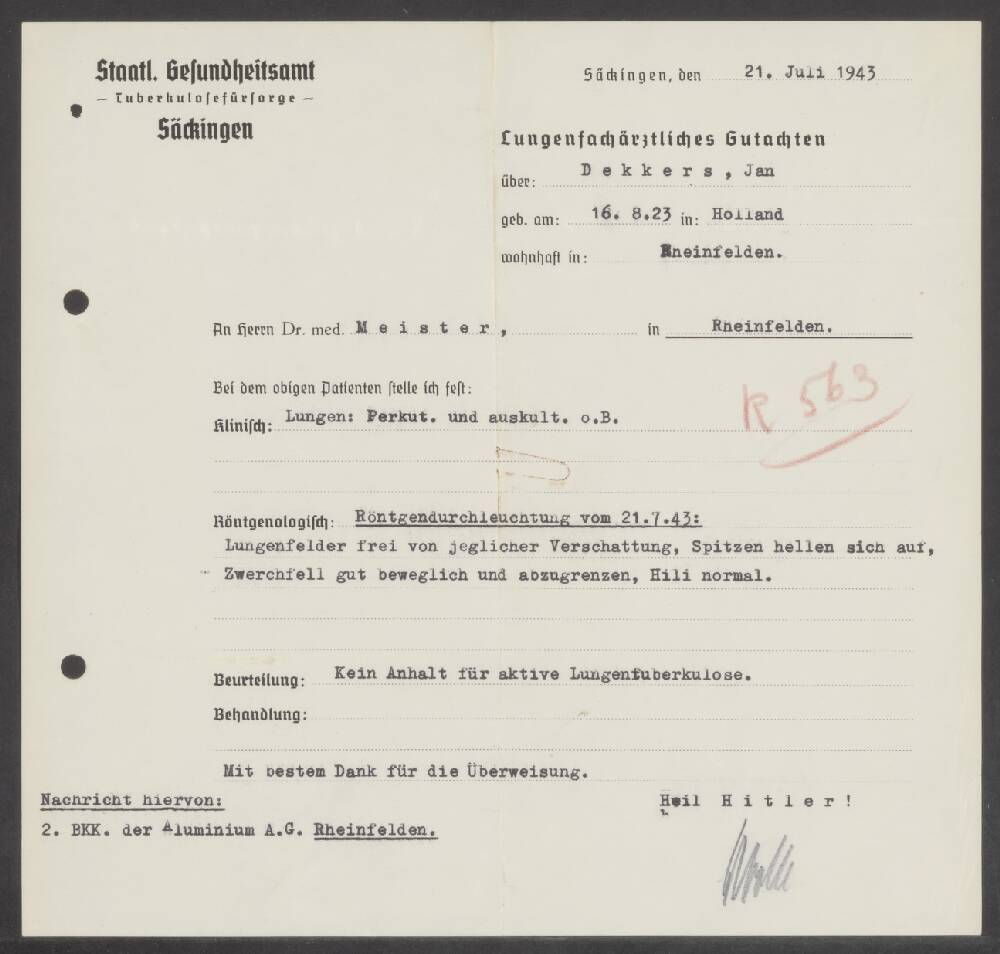 Staatl. Gesundheitsamt
– Tuberkulosefürsorge –
Säckingen
Säckingen, den 21. Juli 1943
Lungenfachärztliches Gutachten
über: D e k k e r s , Jan
geb. am: 16. 8.23 in: Holland
wohnhaft in: Rheinfelden.
An Herrn Dr. med. M e i s t e r , in Rheinfelden.
Bei dem obigen Patienten stelle ich fest:
Klinisch: Lungen: Perkut. und auskult. o.B.
R 563
Röntgenologisch: Röntgendurchleuchtung vom 21.7.43:
Lungenfelder frei von jeglicher Verschattung, Spitzen hellen sich auf,
Zwerchfell gut beweglich und abzugrenzen, Hili normal.
Beurteilung: Kein Anhalt für aktive Lungentuberkulose.
Behandlung:
Mit bestem Dank für die Überweisung.
Nachricht hiervon:
Heil H i t l e r !
2. BKK. der Aluminium A.G. Rheinfelden.